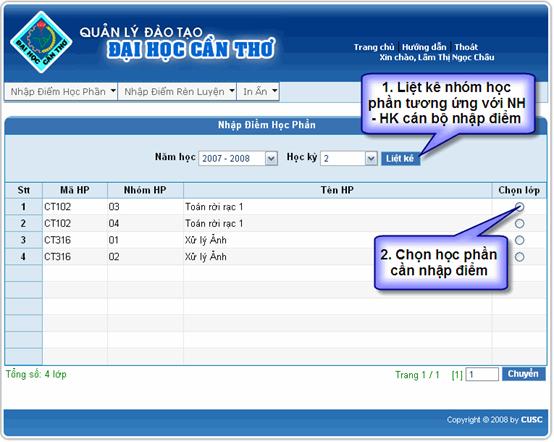 QUẢN LÝ ĐÀO TẠO
ĐẠI HỌC CẦN THƠ
ĐẠI HỌC CẦN THƠ
Trang chủ | Hướng dẫn | Thoát
Xin chào, Lâm Thị Ngọc Châu
Nhập Điểm Học Phần Nhập Điểm Rèn Luyện In Ấn
1. Liệt kê nhóm học
phần tương ứng với NH
- HK cán bộ nhập điểm
Nhập Điểm Học Phần
Năm học 2007 - 2008 Học kỳ 2 Liệt kê
Stt Mã HP Nhóm HP Tên HP Chọn lớp
1 CT102 03 Toán rời rạc 1
2 CT102 04 Toán rời rạc 1
3 CT316 01 Xử lý Ảnh
4 CT316 02 Xử lý Ảnh
2. Chọn học phần
cần nhập điểm
Tổng số: 4 lớp Trang 1 / 1 [1] 1 Chuyển
Copyright © 2008 by CUSC